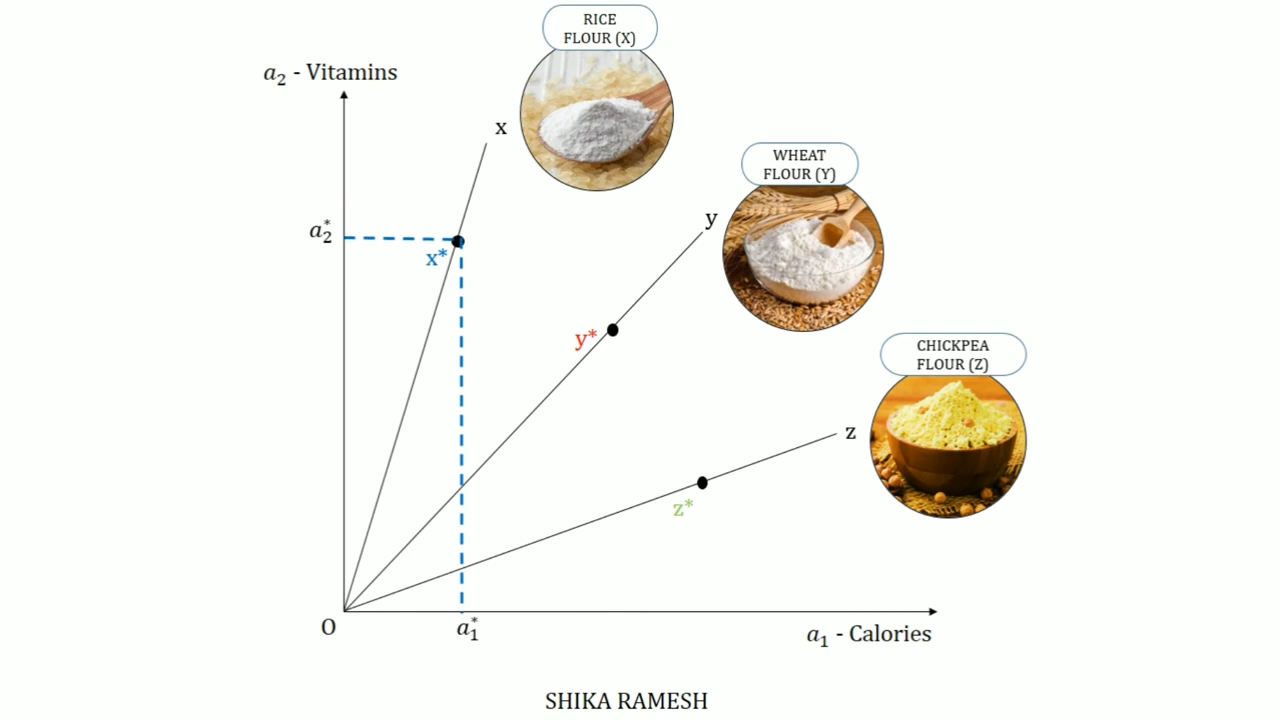 RICE
FLOUR (X)
a₂ - Vitamins
x
WHEAT
FLOUR (Y)
y
a₂*
x*
y*
CHICKPEA
FLOUR (Z)
z
z*
O
a₁*
a₁ - Calories
SHIKA RAMESH